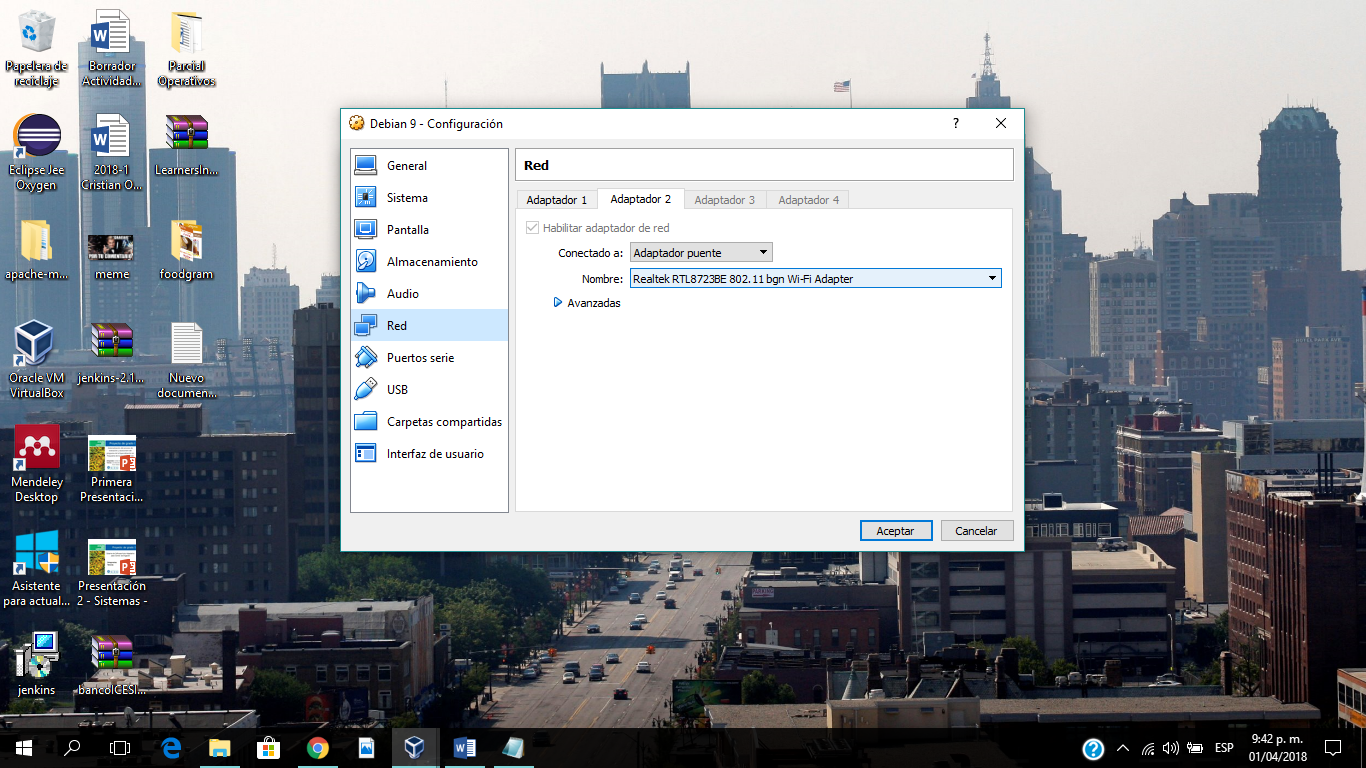 Papelera de
reciclaje
Borrador
Actividad...
Parcial
Operativos
Eclipse Jee
Oxygen
2018-1
Cristian O...
LearnersIn...
apache-m...
meme
foodgram
Oracle VM
VirtualBox
jenkins-2.1...
Nuevo
documen...
Mendeley
Desktop
Primera
Presentaci...
Asistente
para actual...
Presentación
2 - Sistemas -
jenkins
bancoICESI...
Debian 9 - Configuración
?
General
Sistema
Pantalla
Almacenamiento
Audio
Red
Puertos serie
USB
Carpetas compartidas
Interfaz de usuario
Red
Adaptador 1
Adaptador 2
Adaptador 3
Adaptador 4
Habilitar adaptador de red
Conectado a: Adaptador puente
Nombre: Realtek RTL8723BE 802.11 bgn Wi-Fi Adapter
Avanzadas
Aceptar
Cancelar
ESP
9:42 p. m.
01/04/2018